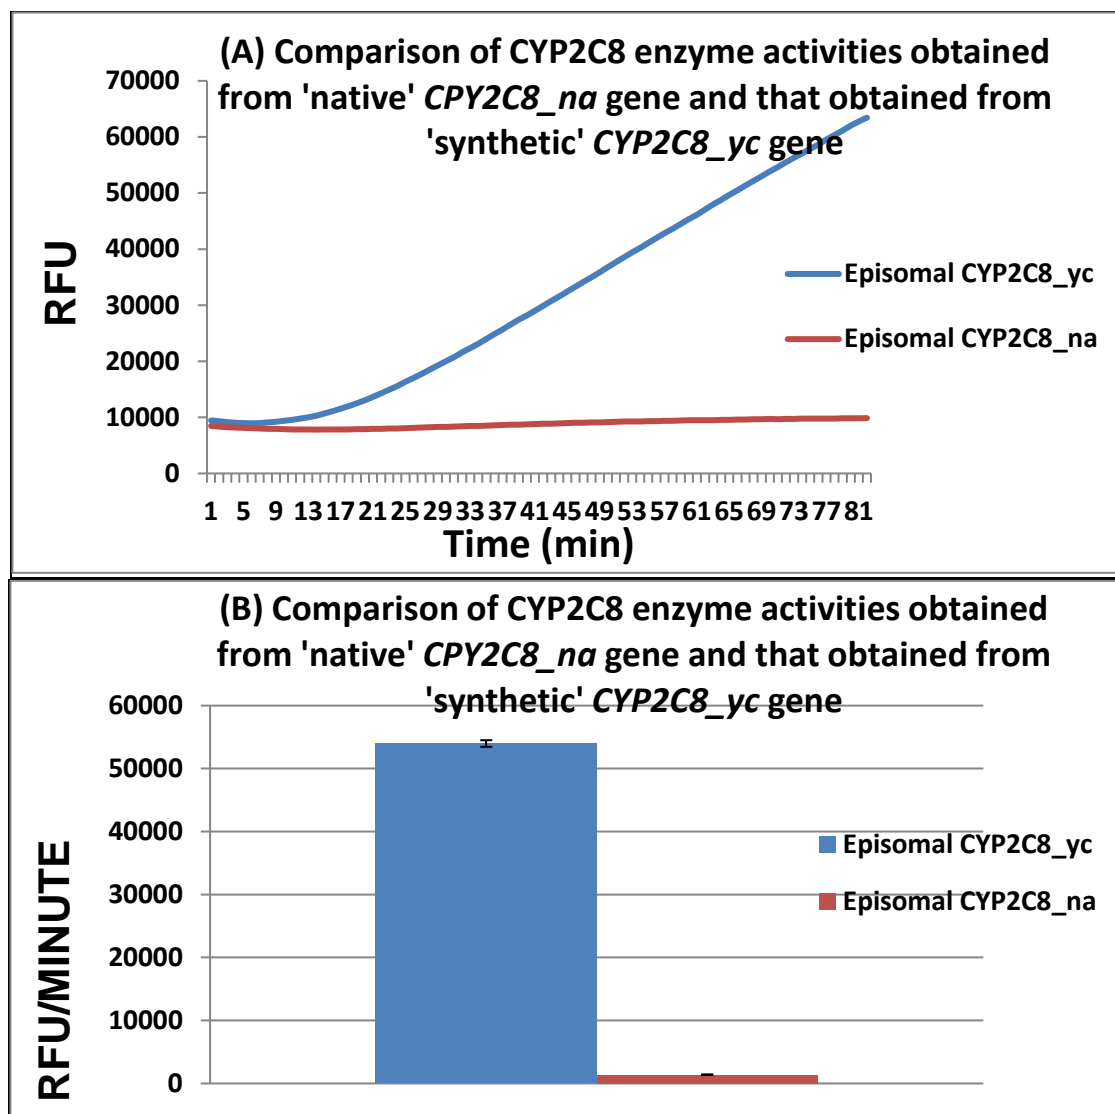 (A) Comparison of CYP2C8 enzyme activities obtained
from 'native' CPY2C8_na gene and that obtained from
'synthetic' CYP2C8_yc gene
70000
60000
50000
40000
30000
20000
10000
0
RFU
Episomal CYP2C8_yc
Episomal CYP2C8_na
1 5 9 13 17 21 25 29 33 37 41 45 49 53 57 61 65 69 73 77 81
Time (min)
(B) Comparison of CYP2C8 enzyme activities obtained
from 'native' CPY2C8_na gene and that obtained from
'synthetic' CYP2C8_yc gene
60000
50000
40000
30000
20000
10000
0
RFU/MINUTE
Episomal CYP2C8_yc
Episomal CYP2C8_na